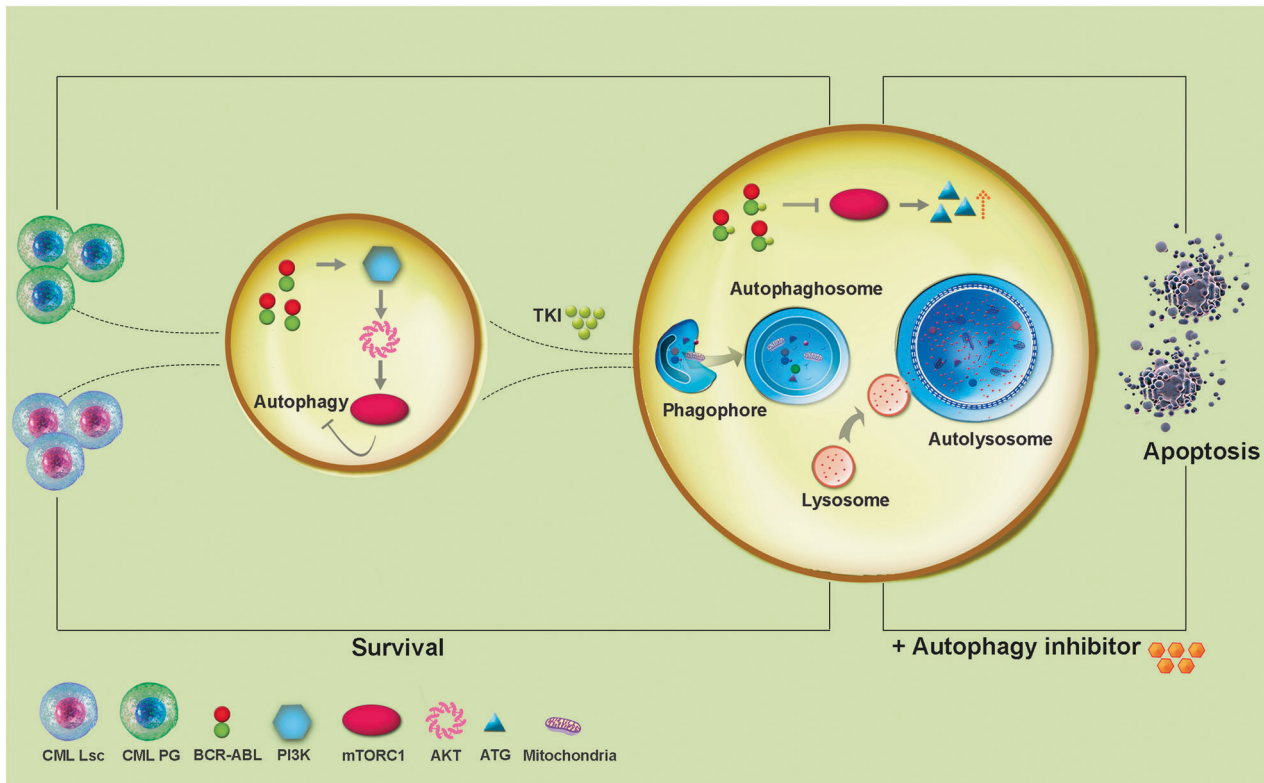 TKI
Autophagy
Autophaghosome
Phagophore
Autolysosome
Lysosome
Apoptosis
Survival
+ Autophagy inhibitor
CML Lsc
CML PG
BCR-ABL
PI3K
mTORC1
AKT
ATG
Mitochondria